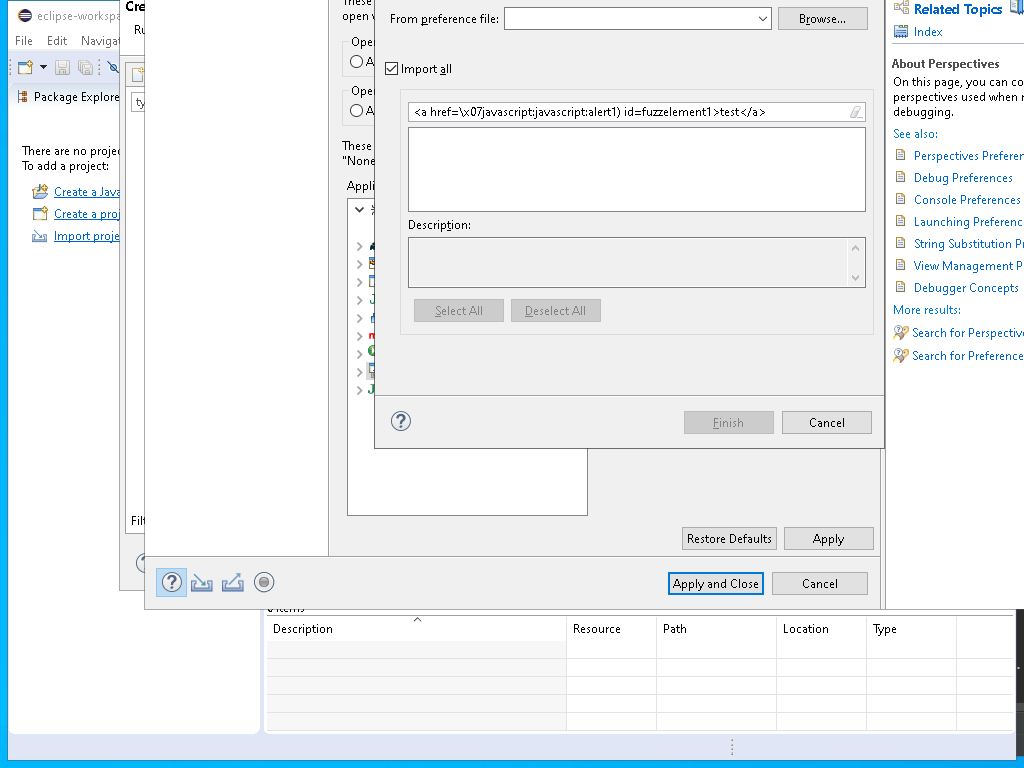 eclipse-workspa
File Edit Navigat
Package Explore
There are no projec
To add a project:
Create a Java
Create a proj
Import proje
Cre
Ru
ty
Filt
These
open w
Oper
A
Oper
A
These
"None
Appli
From preference file:
Browse...
Import all
<a href=\x07javascript:javascript:alert1) id=fuzzelement1>test</a>
Description:
Select All Deselect All
Finish Cancel
Restore Defaults Apply
Apply and Close Cancel
Related Topics
Index
About Perspectives
On this page, you can co
perspectives used when r
debugging.
See also:
Perspectives Preferen
Debug Preferences
Console Preferences
Launching Preferenc
String Substitution Pr
View Management P
Debugger Concepts
More results:
Search for Perspectiv
Search for Preference
0 items
Description Resource Path Location Type